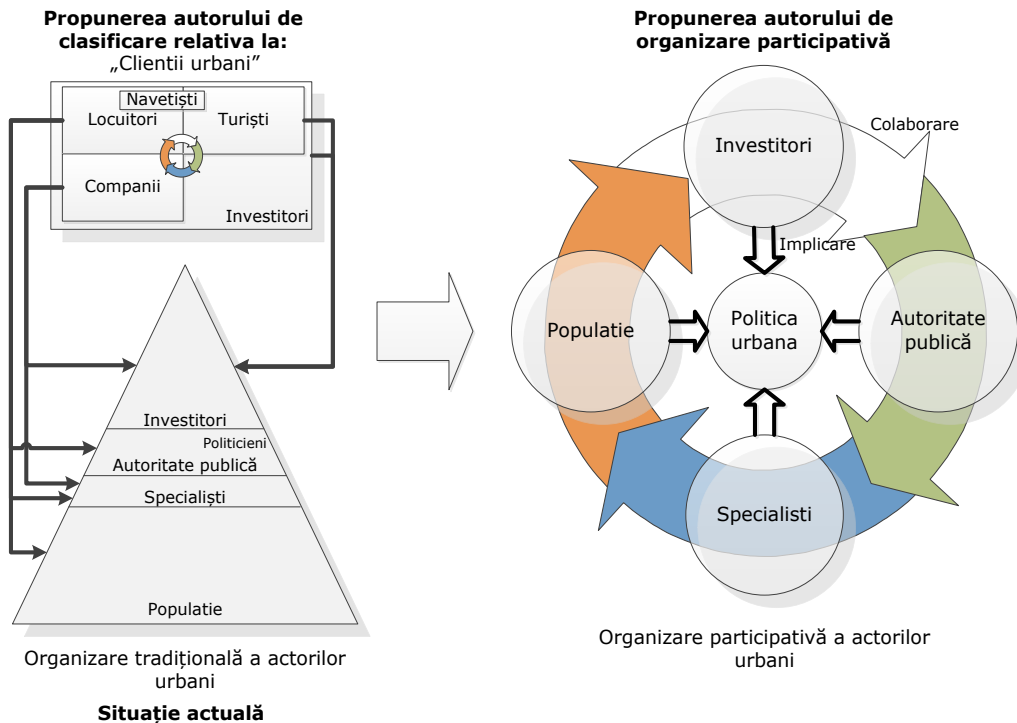 Propunerea autorului de
clasificare relativa la:
„Clientii urbani”
Navetiști
Locuitori
Turiști
Companii
Investitori
Investitori
Politicieni
Autoritate publică
Specialiști
Populatie
Organizare tradițională a actorilor
urbani
Situație actuală
Propunerea autorului de
organizare participativă
Colaborare
Investitori
Implicare
Populatie
Politica
urbana
Autoritate
publică
Specialisti
Organizare participativă a actorilor
urbani